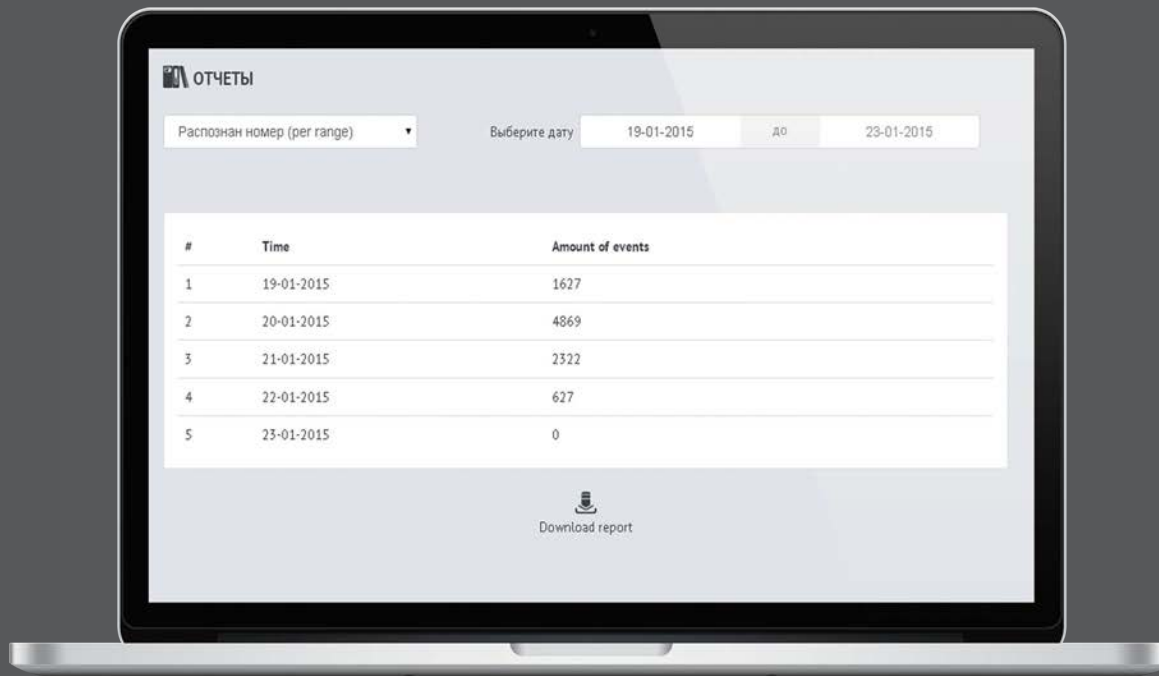 ОТЧЕТЫ
Распознан номер (per range) Выберите дату 19-01-2015 до 23-01-2015
# Time Amount of events
1 19-01-2015 1627
2 20-01-2015 4869
3 21-01-2015 2322
4 22-01-2015 627
5 23-01-2015 0
Download report